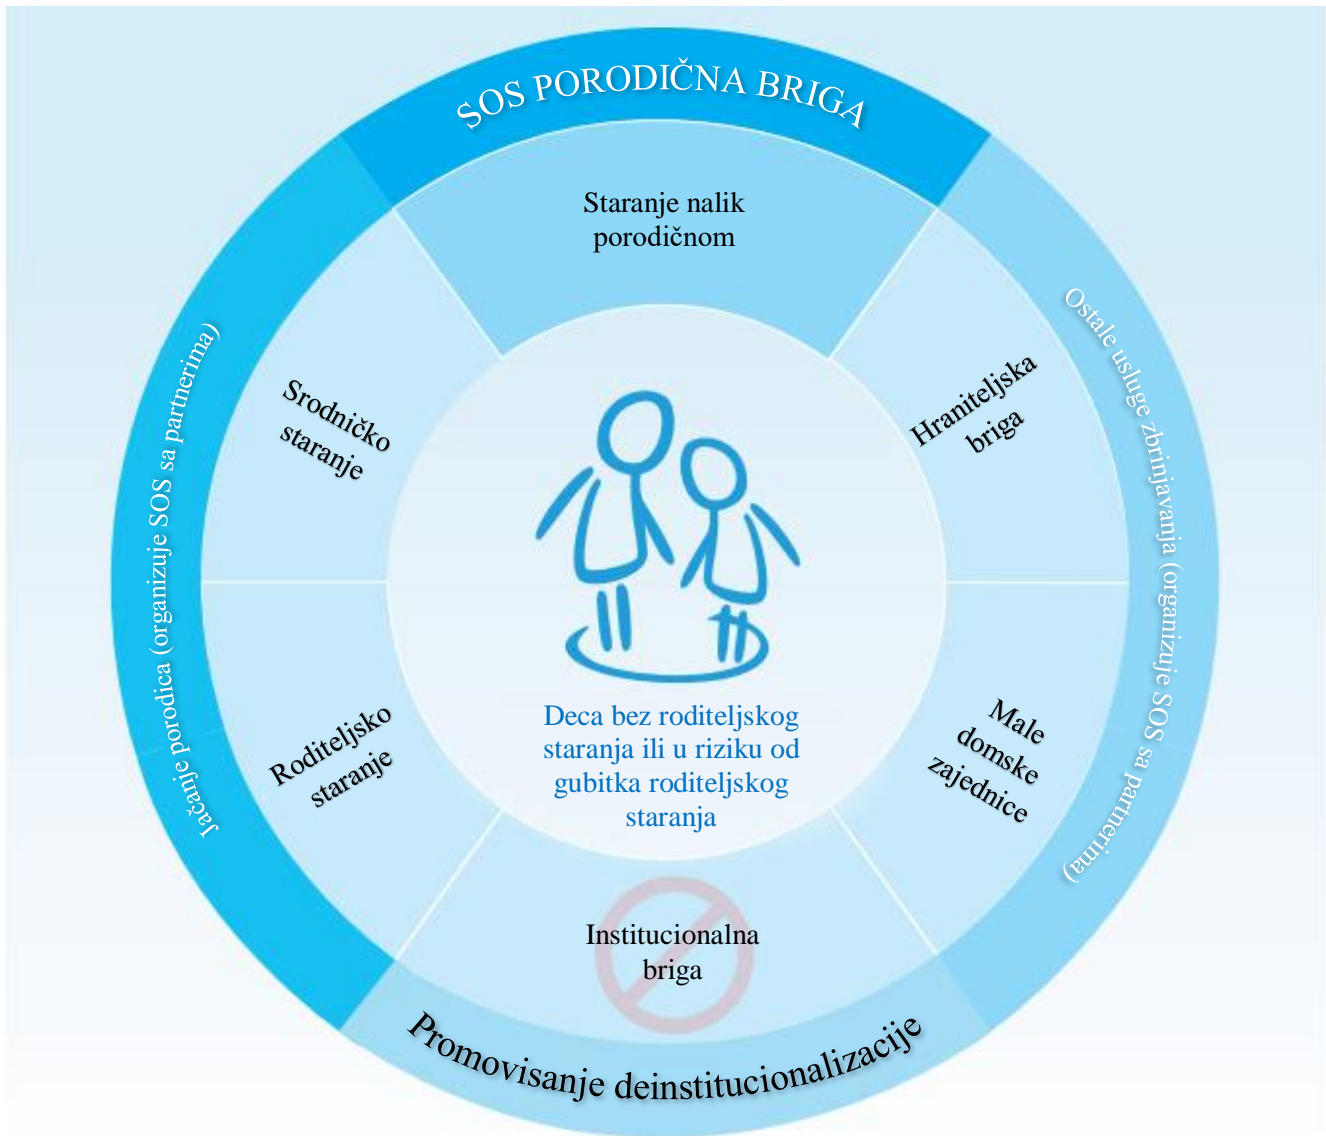 SOS PORODIČNA BRIGA
Staranje nalik
porodičnom
Ostale usluge zbrinjavanja (organizuje SOS sa partnerima)
Hraniteljska
briga
Male
domske
zajednice
Jačanje porodica (organizuje SOS sa partnerima)
Srodničko
staranje
Roditeljsko
staranje
Deca bez roditeljskog
staranja ili u riziku od
gubitka roditeljskog
staranja
Institucionalna
briga
Promovisanje deinstitucionalizacije